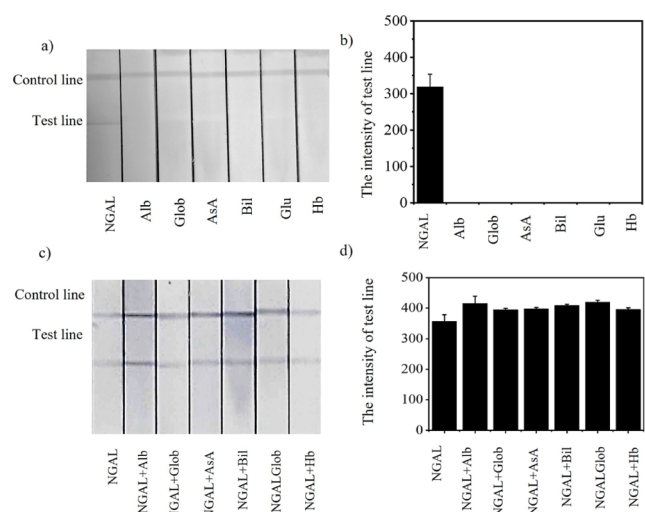 a)
Control line
Test line
NGAL
Alb
Glob
AsA
Bil
Glu
Hb
b)
The intensity of test line
500
400
300
200
100
0
NGAL
Alb
Glob
AsA
Bil
Glu
Hb
c)
Control line
Test line
NGAL
NGAL+Alb
NGAL+Glob
NGAL+AsA
NGAL+Bil
NGALGlob
NGAL+Hb
d)
The intensity of test line
500
400
300
200
100
0
NGAL
NGAL+Alb
NGAL+Glob
NGAL+AsA
NGAL+Bil
NGALGlob
NGAL+Hb